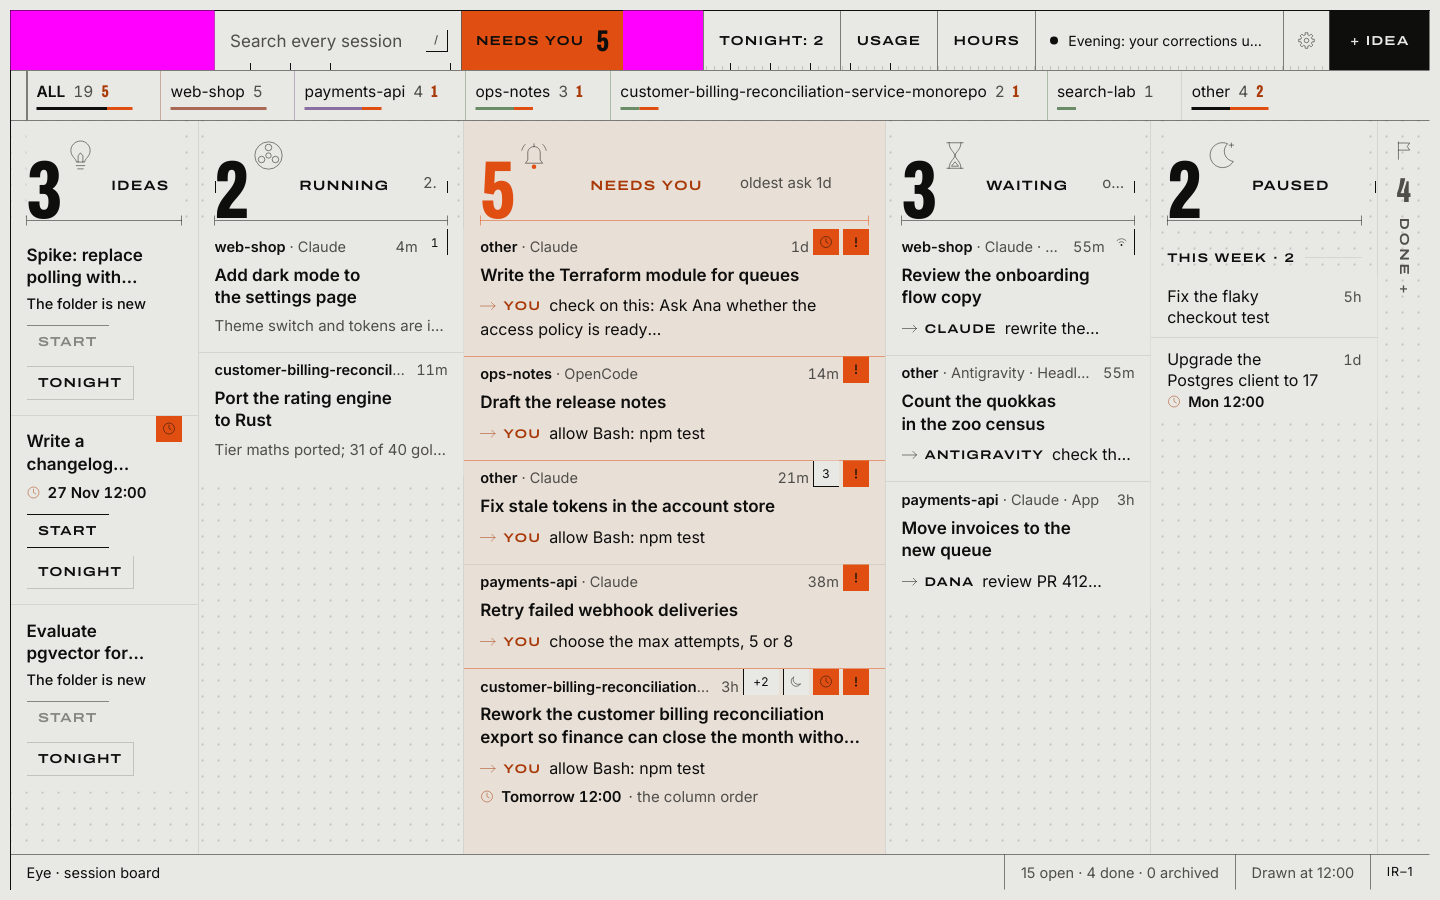 Search every session /
NEEDS YOU 5
TONIGHT: 2
USAGE
HOURS
Evening: your corrections u...
+ IDEA
ALL 19 5
web-shop 5
payments-api 4 1
ops-notes 3 1
customer-billing-reconciliation-service-monorepo 2 1
search-lab 1
other 4 2
3 IDEAS
Spike: replace
polling with...
The folder is new
START
TONIGHT
Write a
changelog...
27 Nov 12:00
START
TONIGHT
Evaluate
pgvector for...
The folder is new
START
TONIGHT
2 RUNNING 2.
web-shop · Claude 4m 1
Add dark mode to
the settings page
Theme switch and tokens are i...
customer-billing-reconcil... 11m
Port the rating engine
to Rust
Tier maths ported; 31 of 40 gol...
5 NEEDS YOU oldest ask 1d
other · Claude 1d !
Write the Terraform module for queues
→ YOU check on this: Ask Ana whether the
access policy is ready...
ops-notes · OpenCode 14m !
Draft the release notes
→ YOU allow Bash: npm test
other · Claude 21m 3 !
Fix stale tokens in the account store
→ YOU allow Bash: npm test
payments-api · Claude 38m !
Retry failed webhook deliveries
→ YOU choose the max attempts, 5 or 8
customer-billing-reconciliation... 3h +2 !
Rework the customer billing reconciliation
export so finance can close the month witho...
→ YOU allow Bash: npm test
Tomorrow 12:00 · the column order
3 WAITING o...
web-shop · Claude · ... 55m
Review the onboarding
flow copy
→ CLAUDE rewrite the...
other · Antigravity · Headl... 55m
Count the quokkas
in the zoo census
→ ANTIGRAVITY check th...
payments-api · Claude · App 3h
Move invoices to the
new queue
→ DANA review PR 412...
2 PAUSED
THIS WEEK · 2
Fix the flaky 5h
checkout test
Upgrade the 1d
Postgres client to 17
Mon 12:00
4 DONE +
Eye · session board
15 open · 4 done · 0 archived
Drawn at 12:00
IR–1